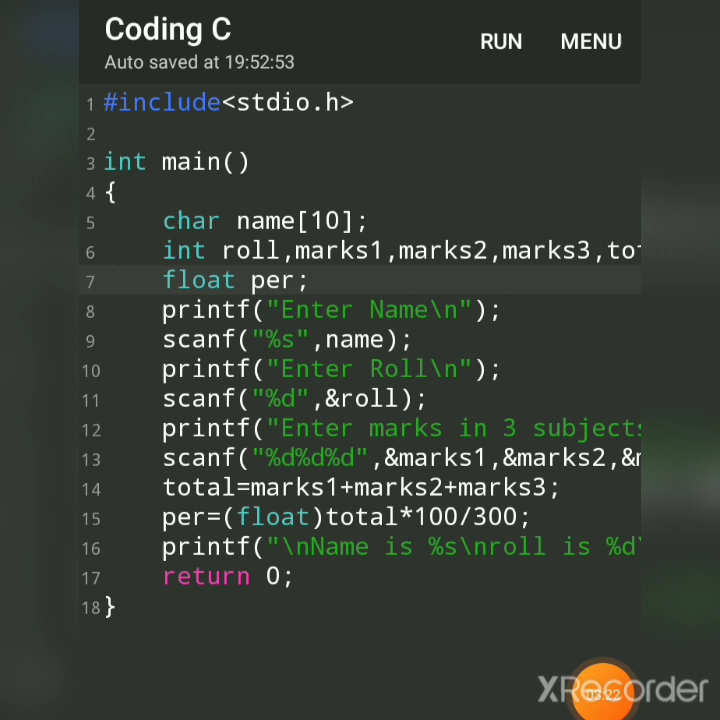 Coding C
RUN MENU
Auto saved at 19:52:53
1 #include<stdio.h>
2
3 int main()
4 {
5 char name[10];
6 int roll,marks1,marks2,marks3,to
7 float per;
8 printf("Enter Name\n");
9 scanf("%s",name);
10 printf("Enter Roll\n");
11 scanf("%d",&roll);
12 printf("Enter marks in 3 subjects
13 scanf("%d%d%d",&marks1,&marks2,&
14 total=marks1+marks2+marks3;
15 per=(float)total*100/300;
16 printf("\nName is %s\nroll is %d\
17 return 0;
18 }
XRecorder
03:22